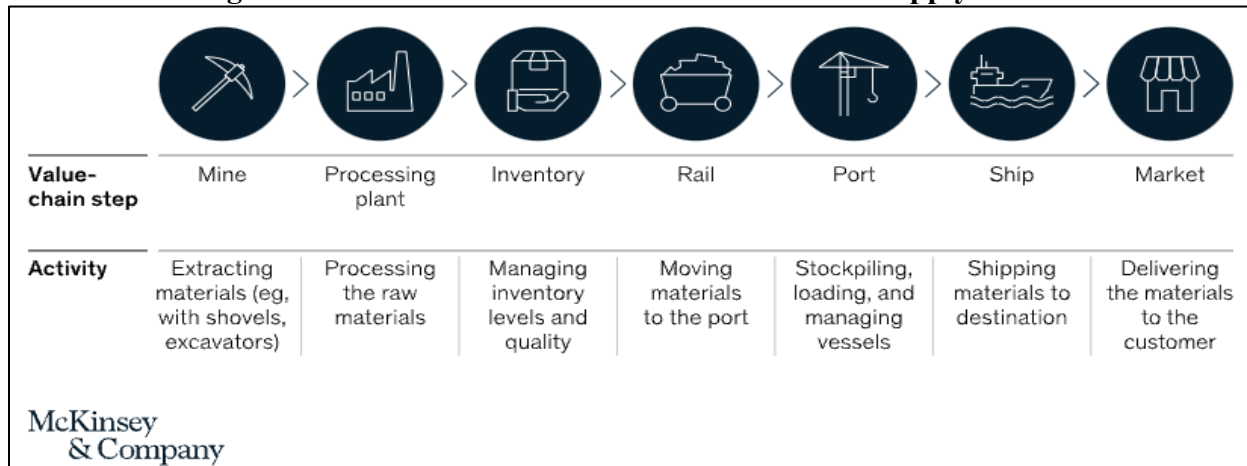 Value-
chain step
Mine
Processing
plant
Inventory
Rail
Port
Ship
Market
Activity
Extracting
materials (eg,
with shovels,
excavators)
Processing
the raw
materials
Managing
inventory
levels and
quality
Moving
materials
to the port
Stockpiling,
loading, and
managing
vessels
Shipping
materials to
destination
Delivering
the materials
to the
customer
McKinsey
& Company